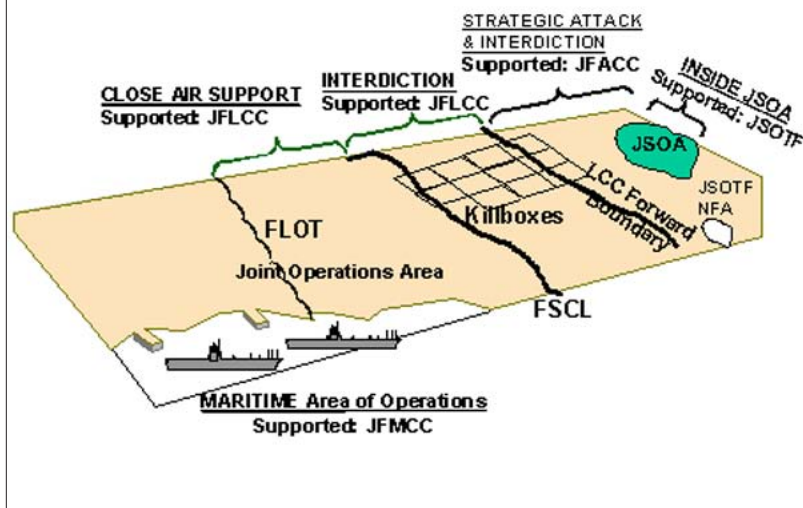 STRATEGIC ATTACK
& INTERDICTION
Supported: JFACC
INTERDICTION
Supported: JFLCC
CLOSE AIR SUPPORT
Supported: JFLCC
INSIDE JSOA
Supported: JSOTF
JSOA
JSOTF
NFA
LCC Forward
Boundary
Killboxes
FLOT
Joint Operations Area
FSCL
MARITIME Area of Operations
Supported: JFMCC